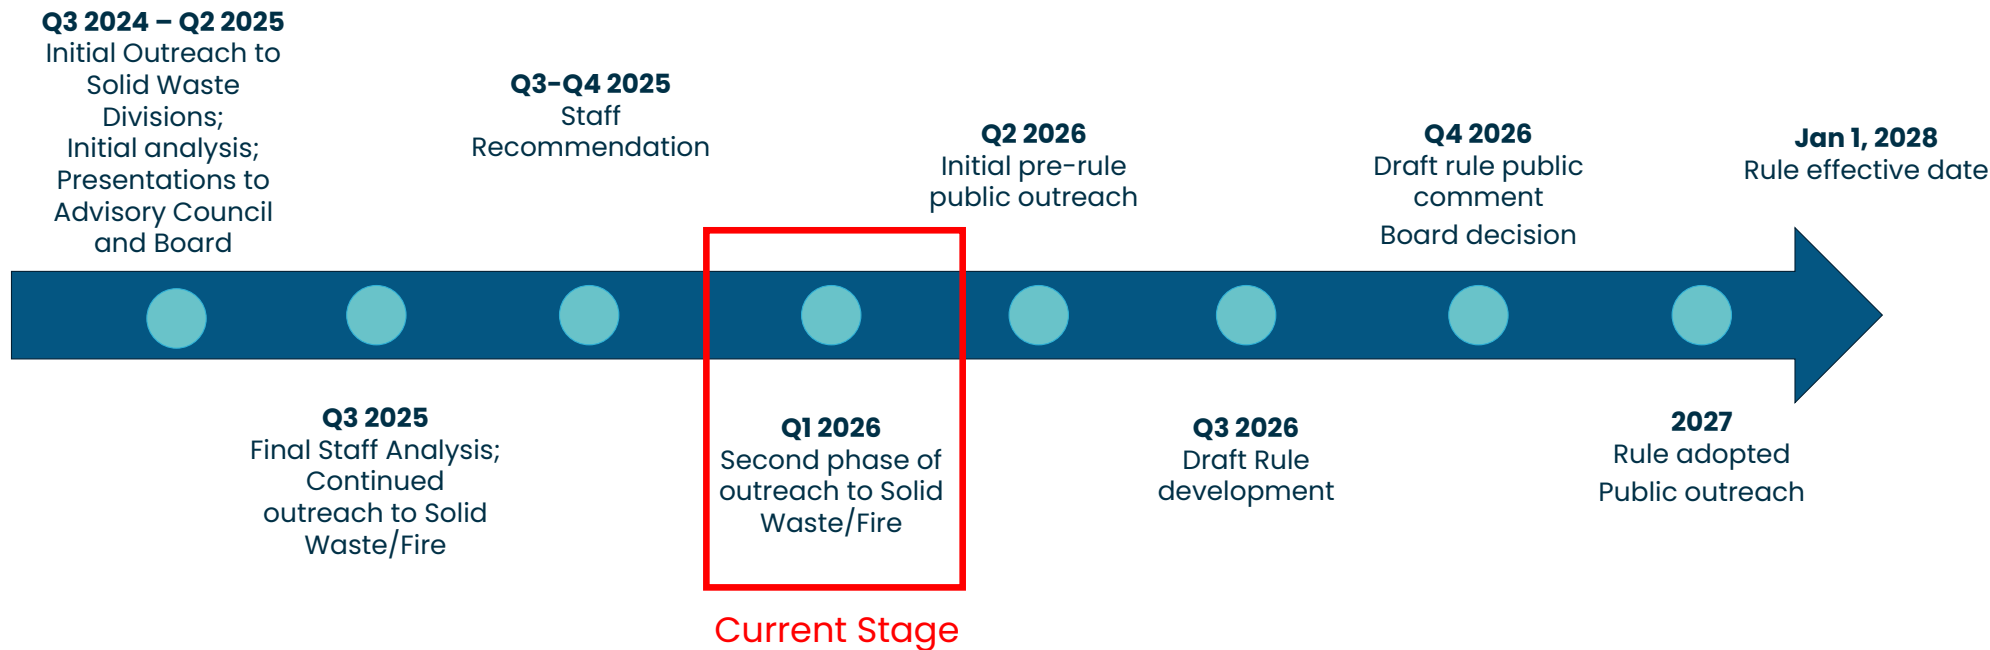 Q3 2024 – Q2 2025
Initial Outreach to
Solid Waste
Divisions;
Initial analysis;
Presentations to
Advisory Council
and Board
Q3 2025
Final Staff Analysis;
Continued
outreach to Solid
Waste/Fire
Q3-Q4 2025
Staff
Recommendation
Q1 2026
Second phase of
outreach to Solid
Waste/Fire
Current Stage
Q2 2026
Initial pre-rule
public outreach
Q3 2026
Draft Rule
development
Q4 2026
Draft rule public
comment
Board decision
2027
Rule adopted
Public outreach
Jan 1, 2028
Rule effective date